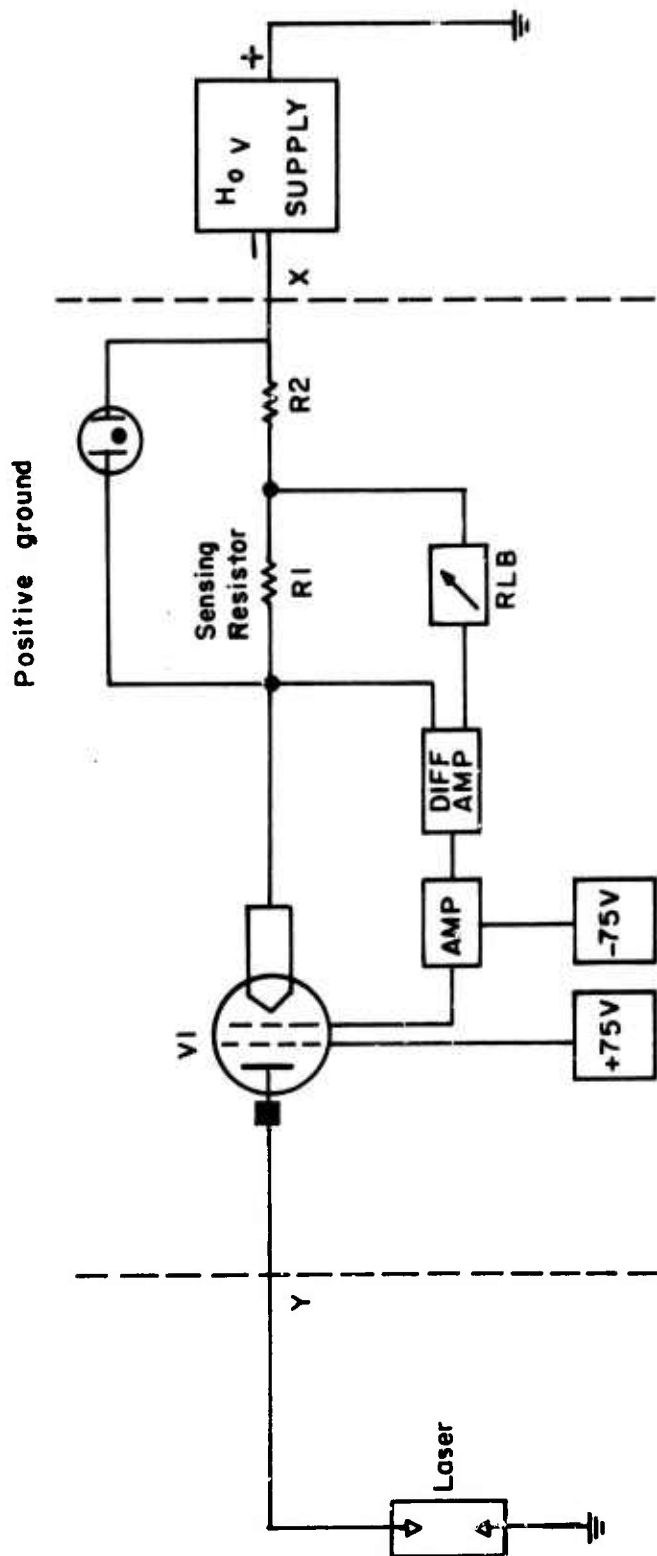 Positive ground
+
H₀ V
SUPPLY
−
X
R2
Sensing
Resistor
R1
RLB
DIFF
AMP
AMP
-75V
+75V
V1
Y
Laser